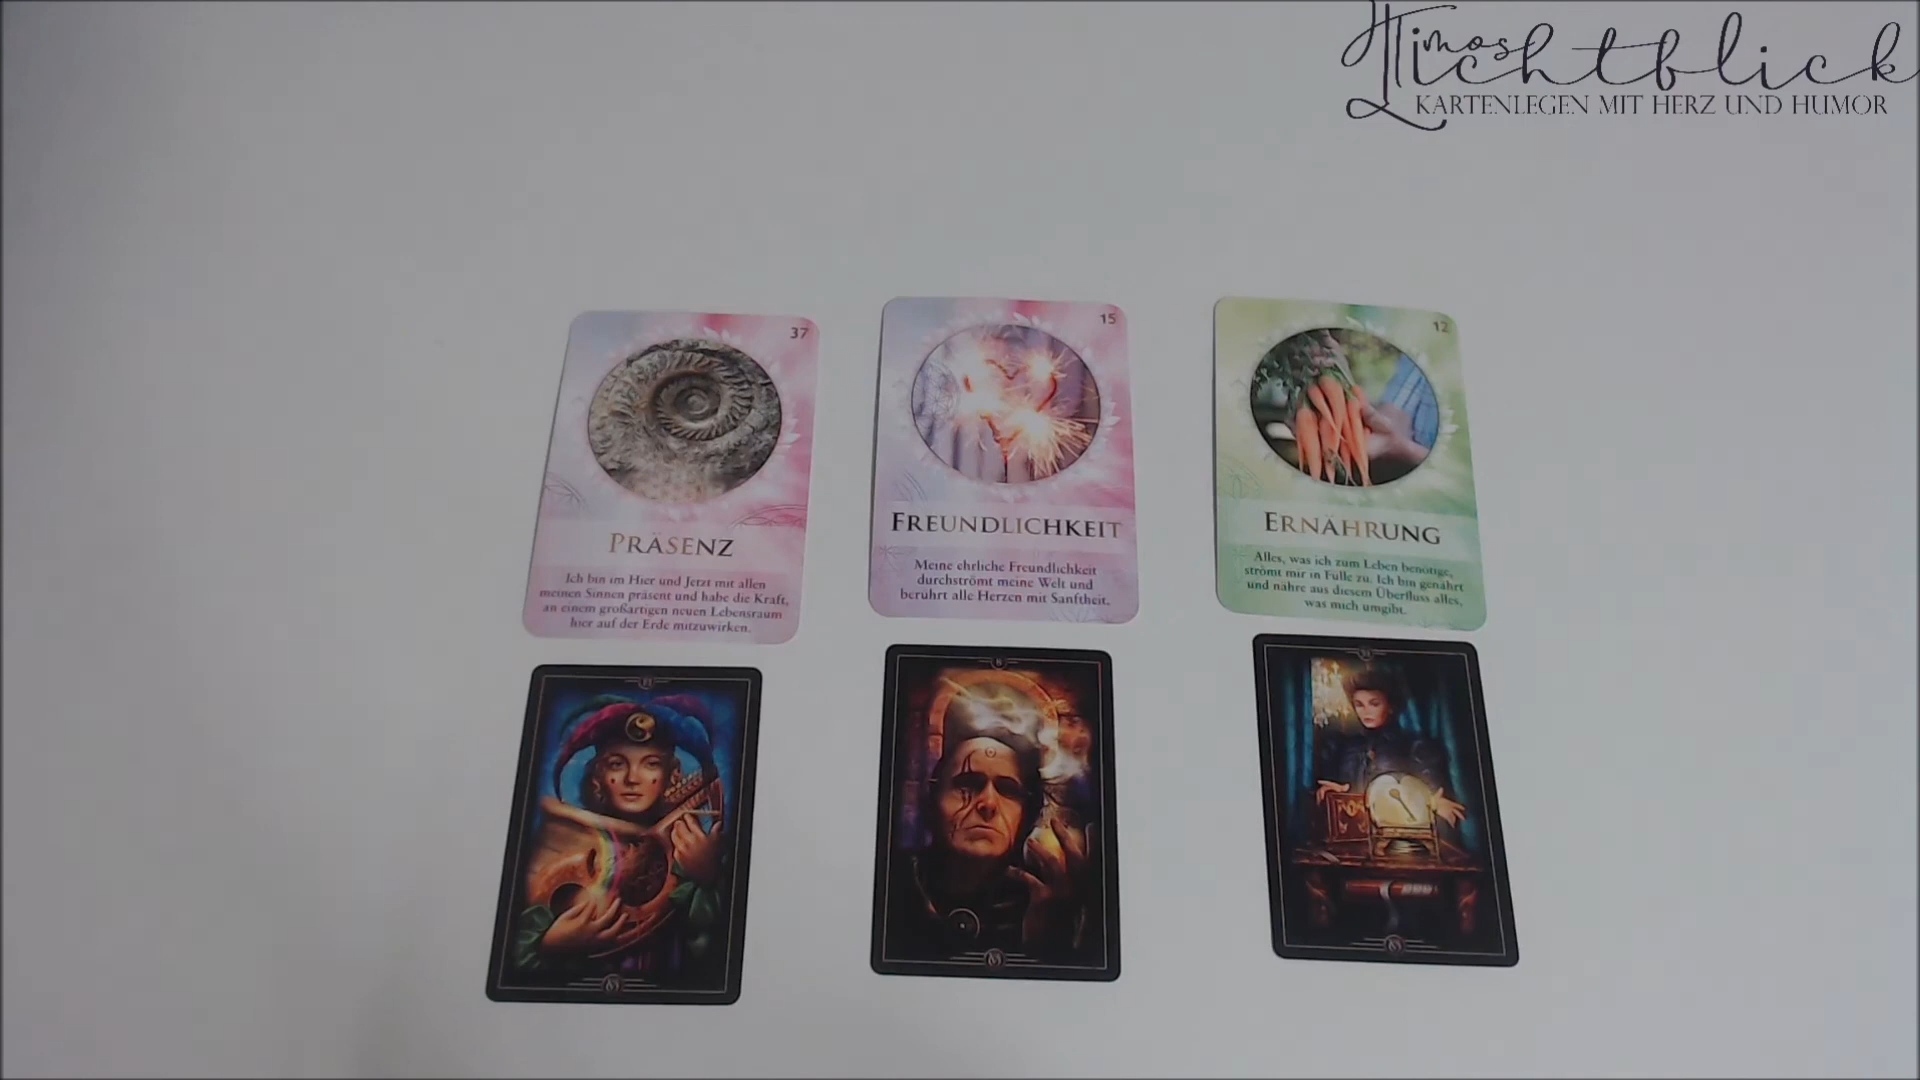 Timos
Lichtblick
KARTENLEGEN MIT HERZ UND HUMOR
37
PRÄSENZ
Ich bin im Hier und Jetzt mit allen
meinen Sinnen präsent und habe die Kraft,
an einem großartigen neuen Lebensraum
hier auf der Erde mitzuwirken.
15
FREUNDLICHKEIT
Meine ehrliche Freundlichkeit
durchströmt meine Welt und
berührt alle Herzen mit Sanftheit.
12
ERNÄHRUNG
Alles, was ich zum Leben benötige,
strömt mir in Fülle zu. Ich bin genährt
und nähre aus diesem Überfluss alles,
was mich umgibt.